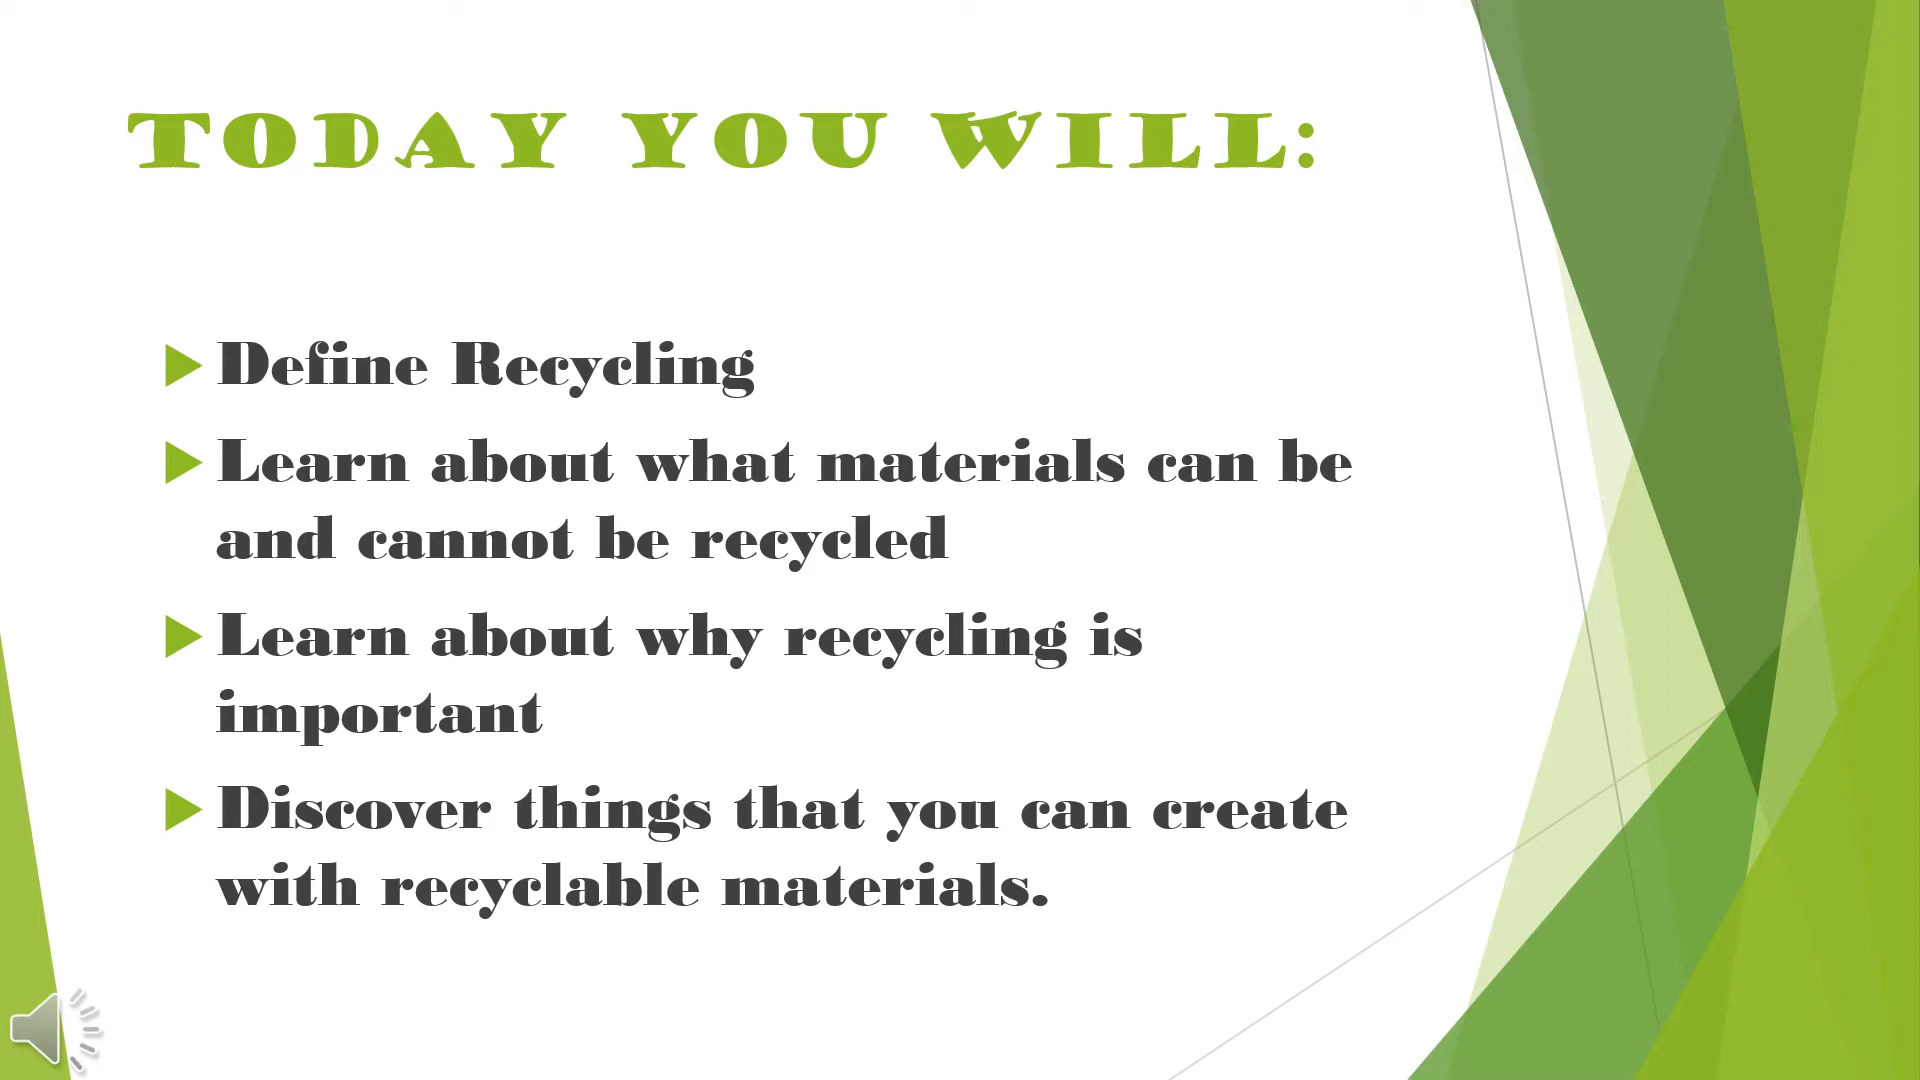 TODAY YOU WILL:
Define Recycling
Learn about what materials can be
and cannot be recycled
Learn about why recycling is
important
Discover things that you can create
with recyclable materials.